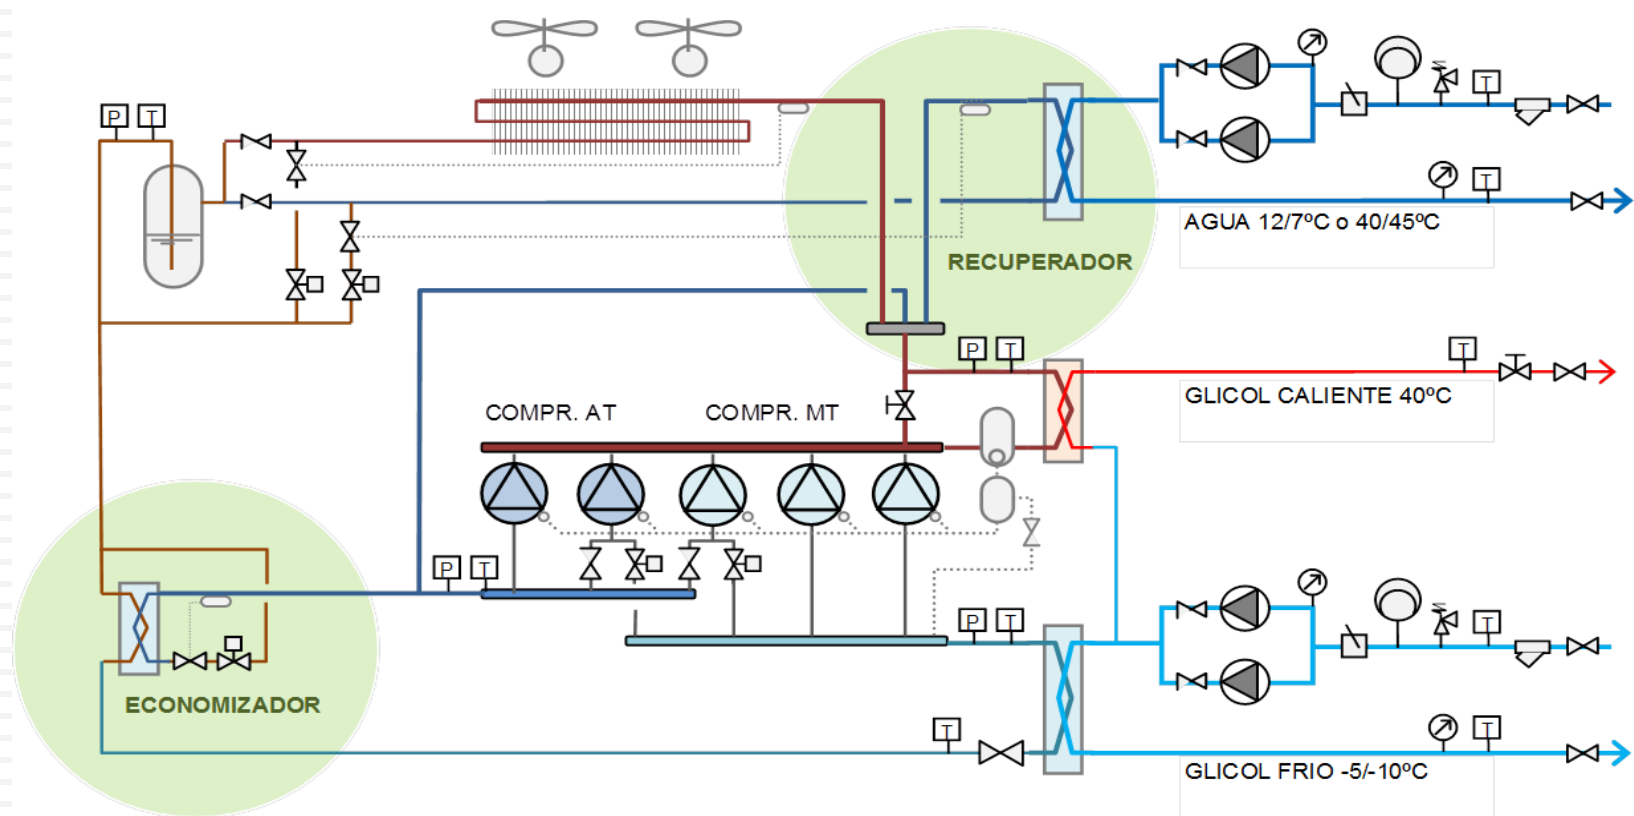 P T
T
T
AGUA 12/7ºC o 40/45ºC
RECUPERADOR
P T
T
GLICOL CALIENTE 40ºC
COMPR. AT
COMPR. MT
P T
P T
T
ECONOMIZADOR
T
T
GLICOL FRIO -5/-10ºC